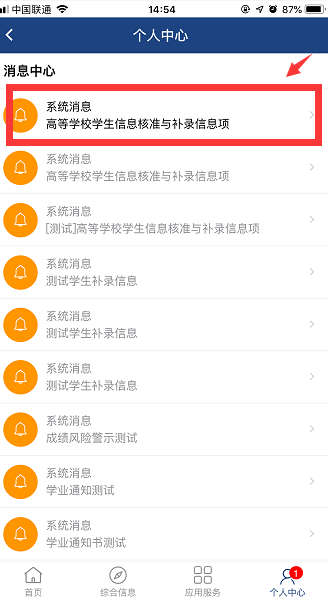 中国联通
14:54
87%
个人中心
消息中心
系统消息
高等学校学生信息核准与补录信息项
系统消息
高等学校学生信息核准与补录信息项
系统消息
[测试]高等学校学生信息核准与补录信息项
系统消息
测试学生补录信息
系统消息
测试学生补录信息
系统消息
测试学生补录信息
系统消息
成绩风险警示测试
系统消息
学业通知测试
系统消息
学业通知书测试
首页
综合信息
应用服务
1
个人中心